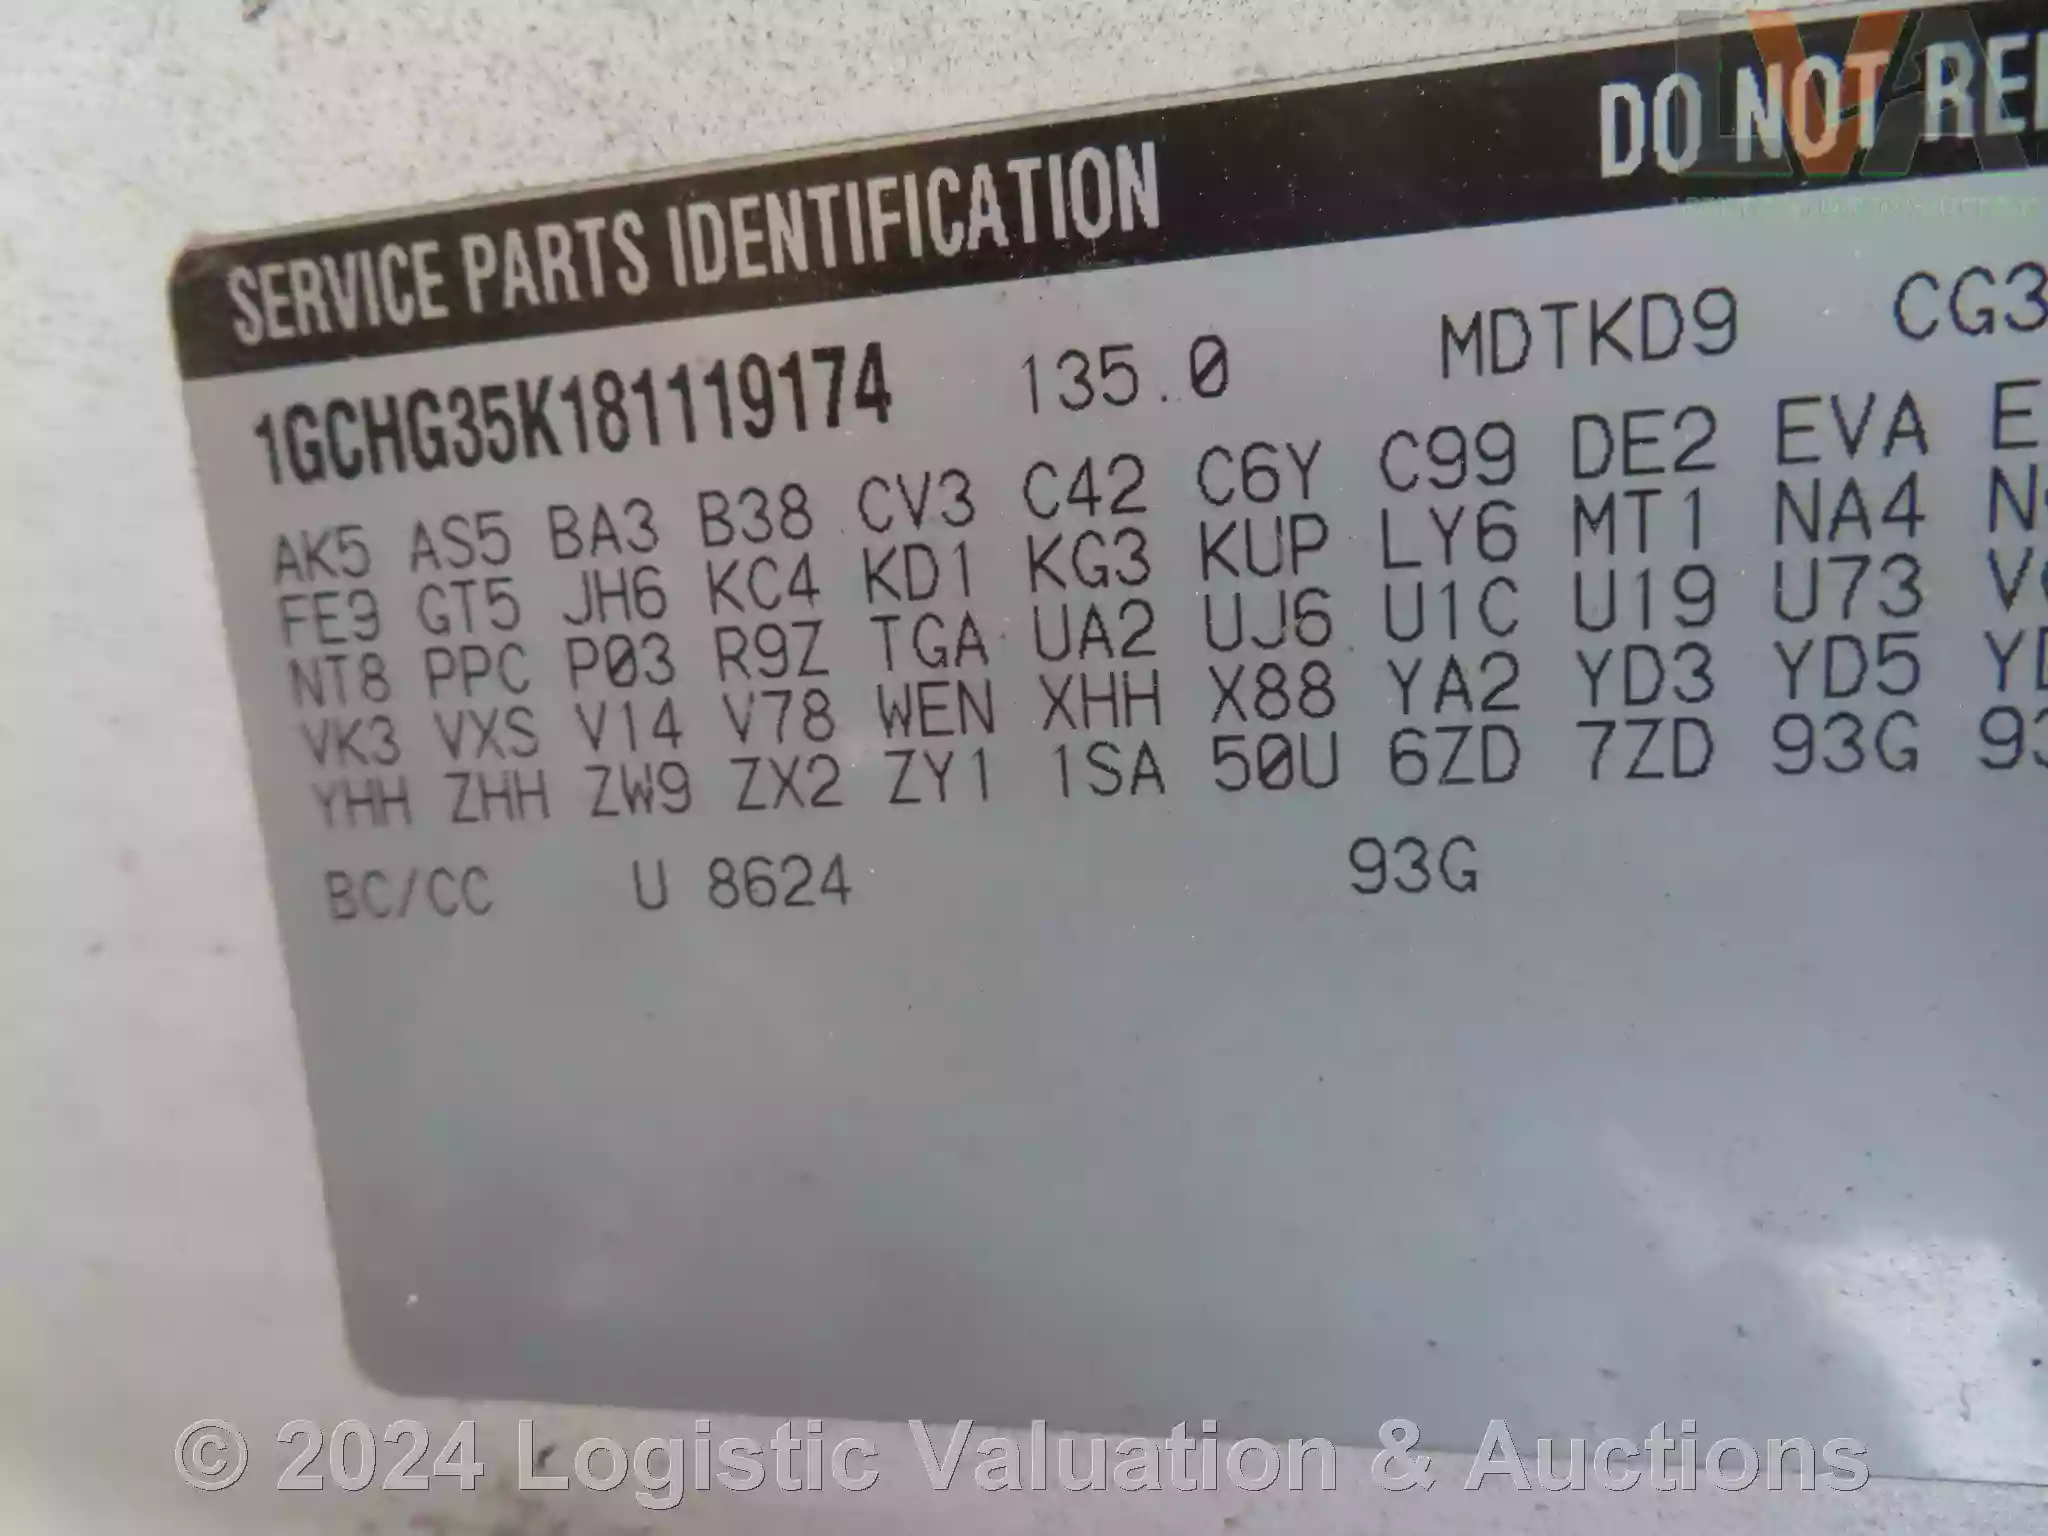 SERVICE PARTS IDENTIFICATION DO NOT
LVA
1GCHG35K181119174 135.0 MDTKD9 CG3
AK5 AS5 BA3 B38 CV3 C42 C6Y C99 DE2 EVA
FE9 GT5 JH6 KC4 KD1 KG3 KUP LY6 MT1 NA4
NT8 PPC P03 R9Z TGA UA2 UJ6 U1C U19 U73
VK3 VXS V14 V78 WEN XHH X88 YA2 YD3 YD5
YHH ZHH ZW9 ZX2 ZY1 1SA 50U 6ZD 7ZD 93G
BC/CC U 8624 93G
© 2024 Logistic Valuation & Auctions